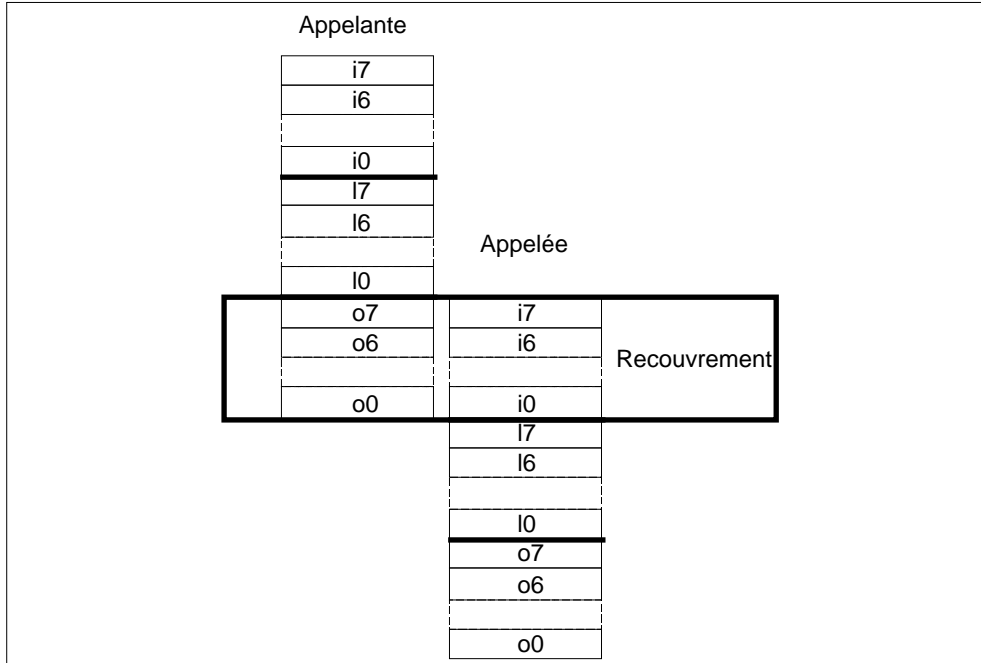 Appelante
i7
i6
i0
l7
l6
Appelée
l0
o7 i7
o6 i6
Recouvrement
o0 i0
l7
l6
l0
o7
o6
o0